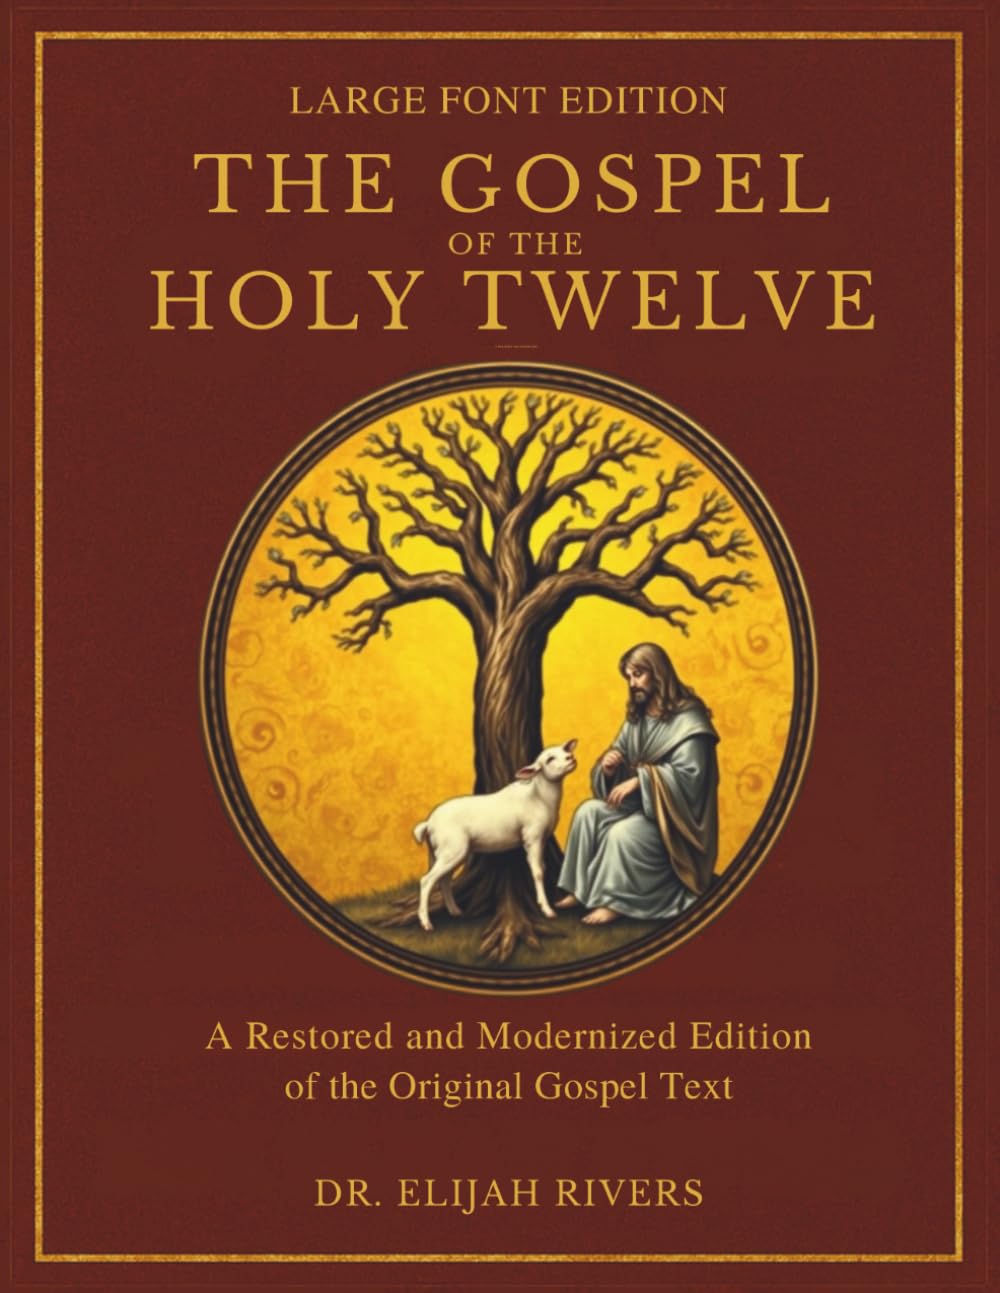 LARGE FONT EDITION
THE GOSPEL
OF THE
HOLY TWELVE
A Restored and Modernized Edition
of the Original Gospel Text
DR. ELIJAH RIVERS